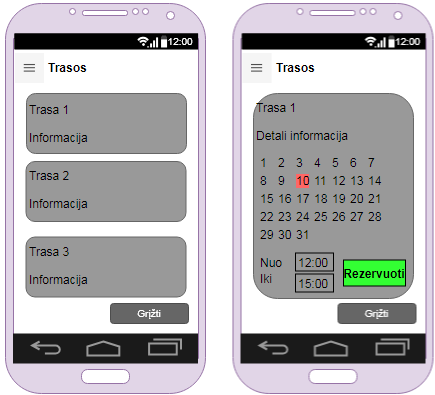 12:00
Trasos
Trasa 1
Informacija
Trasa 2
Informacija
Trasa 3
Informacija
Grįžti
12:00
Trasos
Trasa 1
Detali informacija
1 2 3 4 5 6 7
8 9 10 11 12 13 14
15 16 17 18 19 20 21
22 23 24 25 26 27 28
29 30 31
Nuo 12:00
Iki 15:00
Rezervuoti
Grįžti